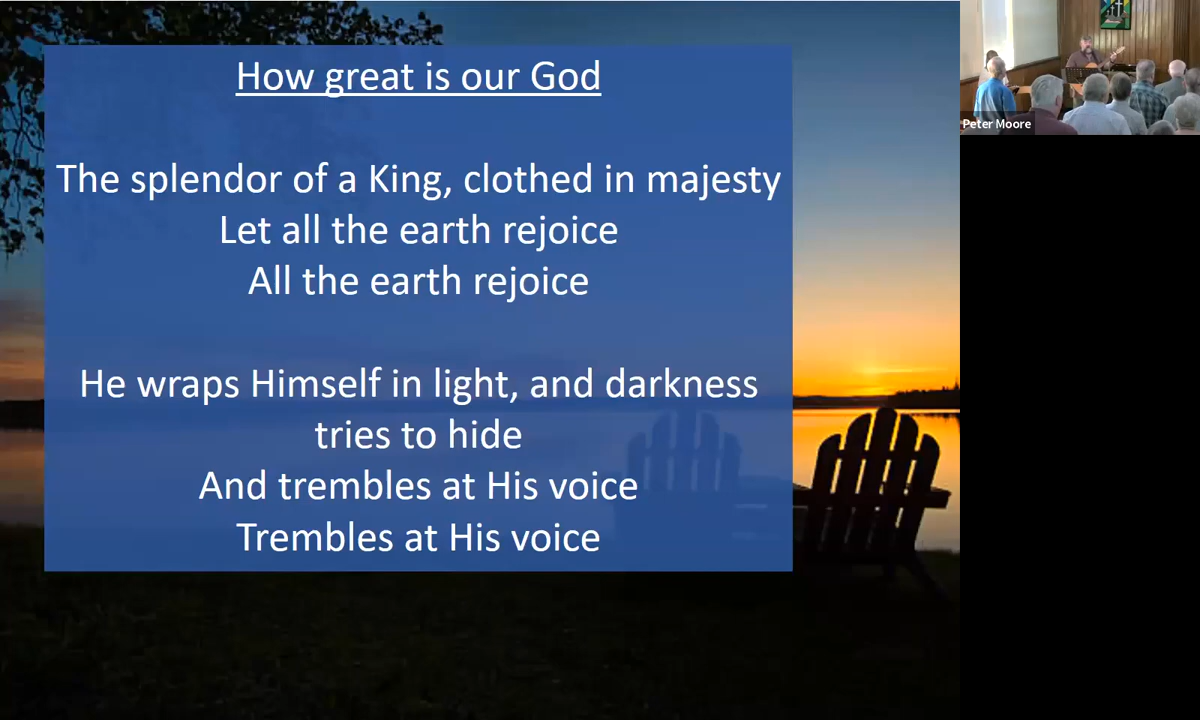 How great is our God
The splendor of a King, clothed in majesty
Let all the earth rejoice
All the earth rejoice
He wraps Himself in light, and darkness
tries to hide
And trembles at His voice
Trembles at His voice
Peter Moore